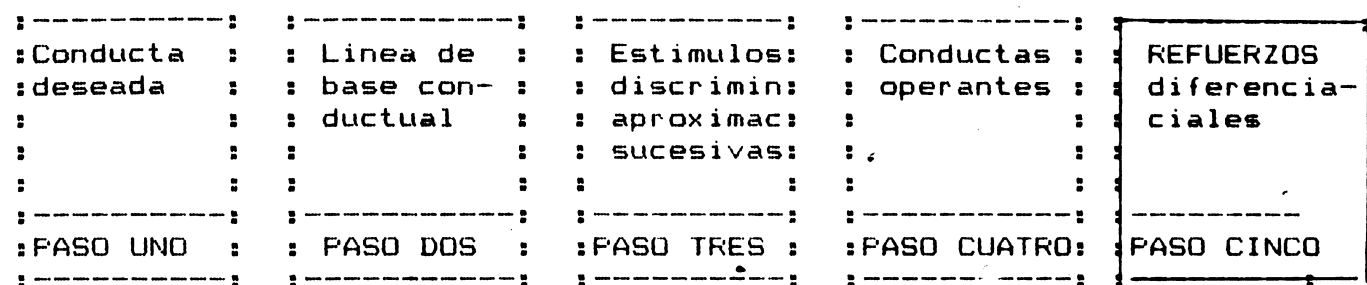 Conducta
deseada
PASO UNO
Linea de
base con-
ductual
PASO DOS
Estimulos
discrimin
aproximac
sucesivas
PASO TRES
Conductas
operantes
PASO CUATRO
REFUERZOS
diferencia-
ciales
PASO CINCO